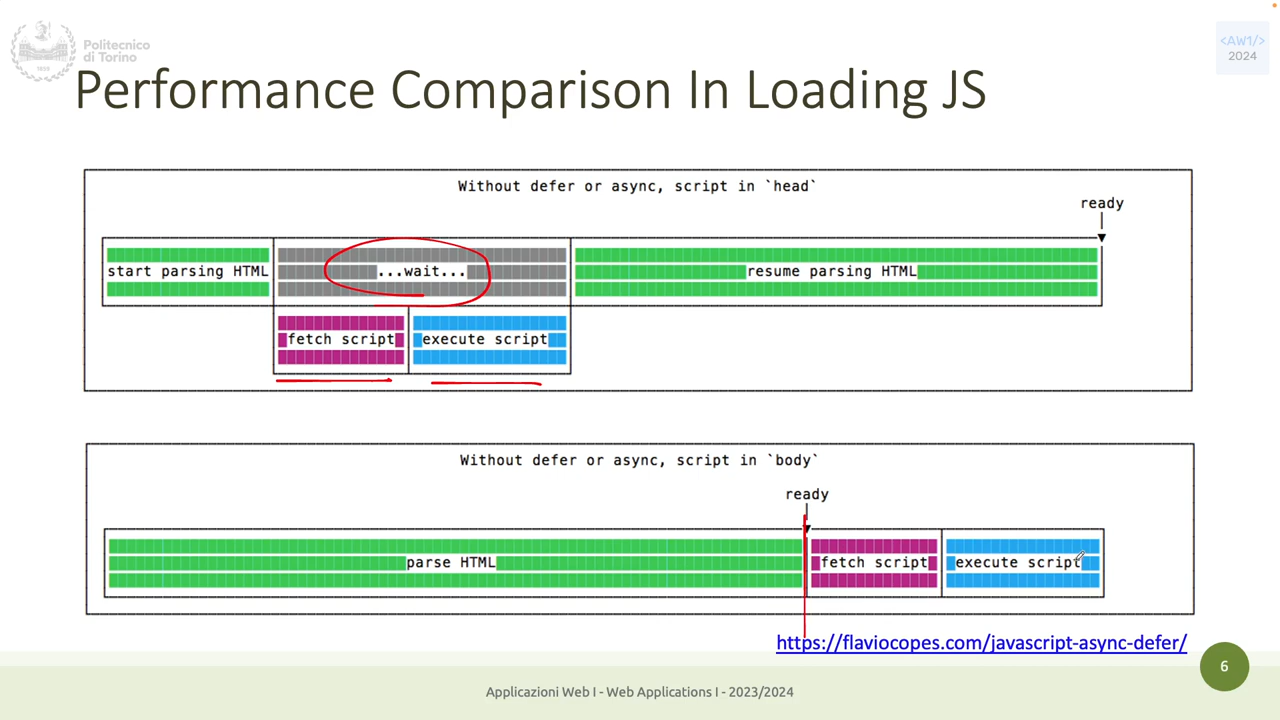 Politecnico
di Torino
1859
<AW1/>
2024
Performance Comparison In Loading JS
Without defer or async, script in `head`
ready
start parsing HTML
...wait...
resume parsing HTML
fetch script
execute script
Without defer or async, script in `body`
ready
parse HTML
fetch script
execute script
https://flaviocopes.com/javascript-async-defer/
6
Applicazioni Web I - Web Applications I - 2023/2024